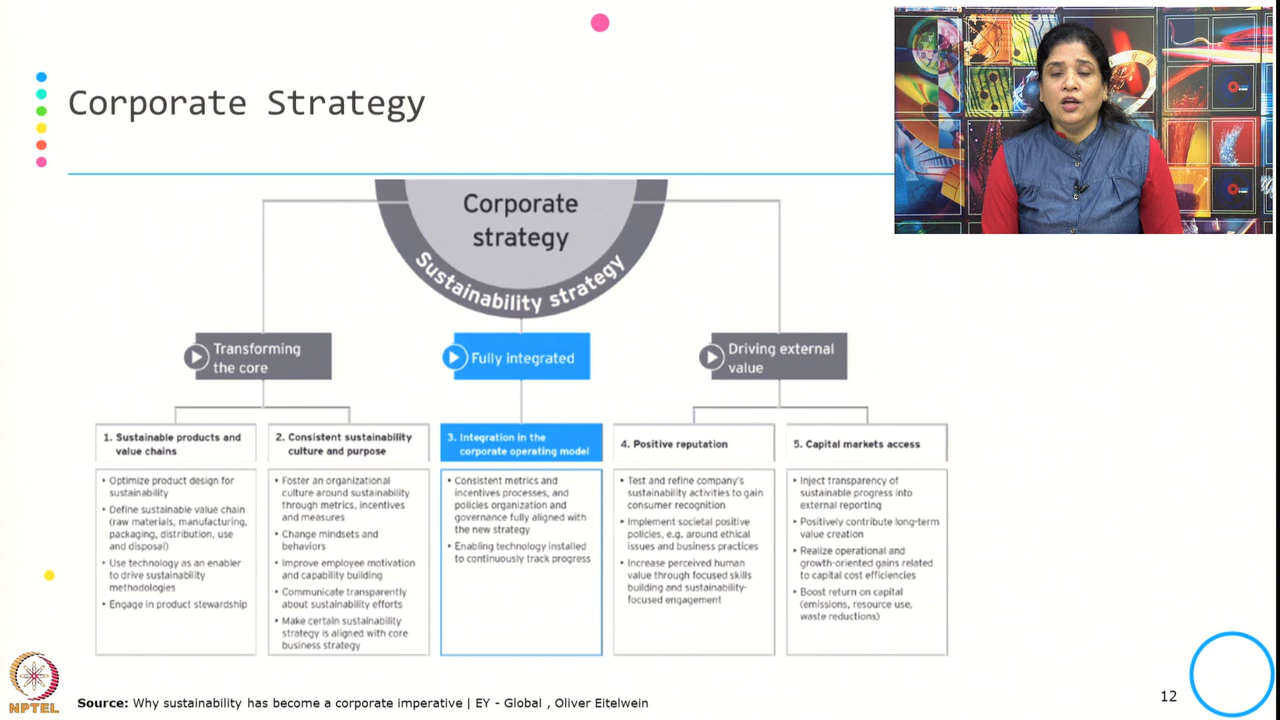 Corporate Strategy
Corporate
strategy
Sustainability strategy
Transforming
the core
Fully integrated
Driving external
value
1. Sustainable products and
value chains
2. Consistent sustainability
culture and purpose
3. Integration in the
corporate operating model
4. Positive reputation
5. Capital markets access
• Optimize product design for
sustainability
• Define sustainable value chain
(raw materials, manufacturing,
packaging, distribution, use
and disposal)
• Use technology as an enabler
to drive sustainability
methodologies
• Engage in product stewardship
• Foster an organizational
culture around sustainability
through metrics, incentives
and measures
• Change mindsets and
behaviors
• Improve employee motivation
and capability building
• Communicate transparently
about sustainability efforts
• Make certain sustainability
strategy is aligned with core
business strategy
• Consistent metrics and
incentives processes, and
policies organization and
governance fully aligned with
the new strategy
• Enabling technology installed
to continuously track progress
• Test and refine company's
sustainability activities to gain
consumer recognition
• Implement societal positive
policies, e.g. around ethical
issues and business practices
• Increase perceived human
value through focused skills
building and sustainability-
focused engagement
• Inject transparency of
sustainable progress into
external reporting
• Positively contribute long-term
value creation
• Realize operational and
growth-oriented gains related
to capital cost efficiencies
• Boost return on capital
(emissions, resource use,
waste reductions)
NPTEL
Source: Why sustainability has become a corporate imperative | EY - Global , Oliver Eitelwein
12